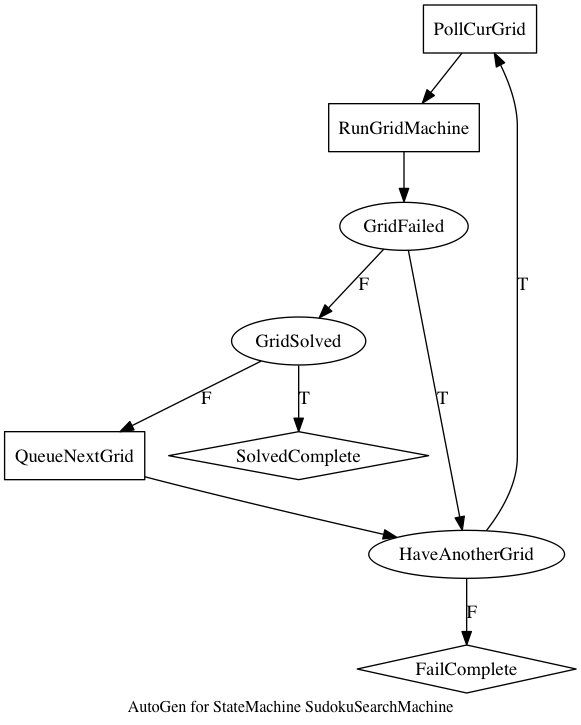 PollCurGrid
RunGridMachine
GridFailed
F
T
GridSolved
F
T
T
QueueNextGrid
SolvedComplete
HaveAnotherGrid
F
FailComplete
AutoGen for StateMachine SudokuSearchMachine